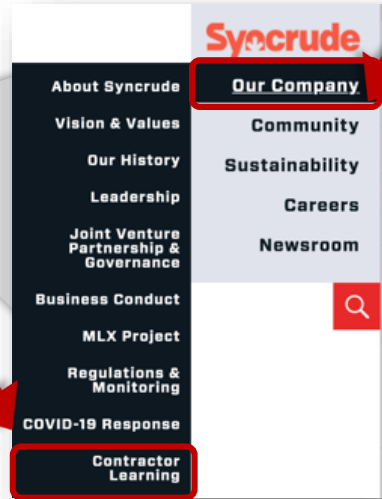 Syncrude
Our Company
Community
Sustainability
Careers
Newsroom
About Syncrude
Vision & Values
Our History
Leadership
Joint Venture
Partnership &
Governance
Business Conduct
MLX Project
Regulations &
Monitoring
COVID-19 Response
Contractor
Learning